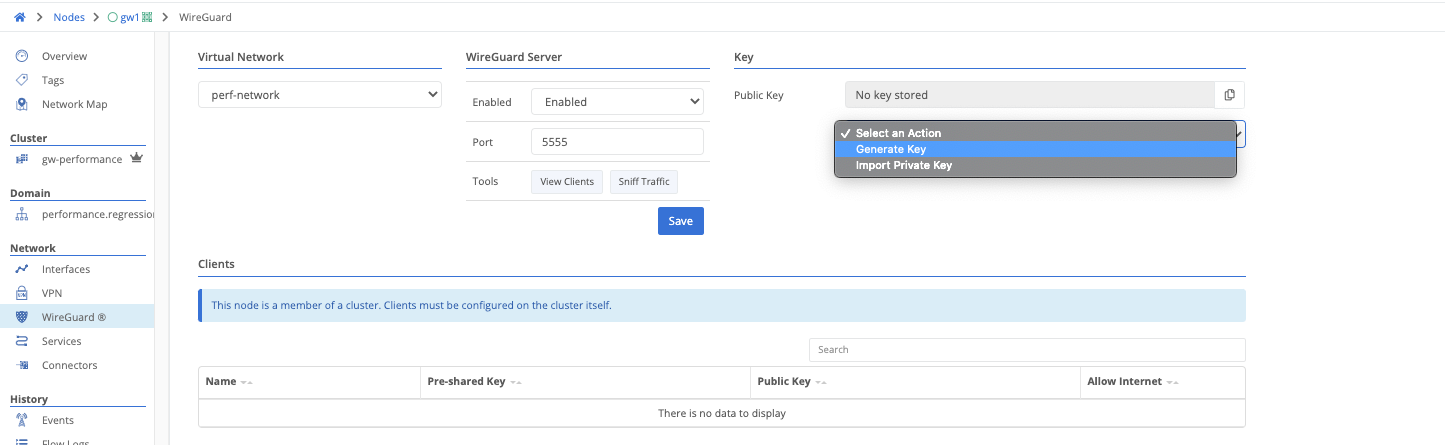 Nodes gw1 WireGuard
Overview
Tags
Network Map
Cluster
gw-performance
Domain
performance.regression
Network
Interfaces
VPN
WireGuard ®
Services
Connectors
History
Events
Flow Logs
Virtual Network
perf-network
WireGuard Server
Enabled Enabled
Port 5555
Tools View Clients Sniff Traffic
Save
Key
Public Key No key stored
✓ Select an Action
Generate Key
Import Private Key
Clients
This node is a member of a cluster. Clients must be configured on the cluster itself.
Search
Name Pre-shared Key Public Key Allow Internet
There is no data to display